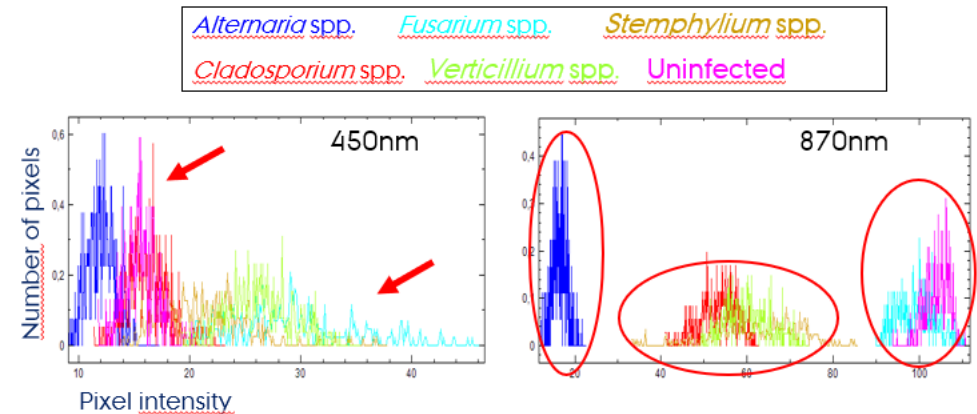 Alternaria spp. Fusarium spp. Stemphylium spp.
Cladosporium spp. Verticillium spp. Uninfected
450nm
870nm
Number of pixels
0,6
0,4
0,2
0
10 20 30 40
0,4
0,3
0,2
0,1
0
20 40 60 80 100
Pixel intensity